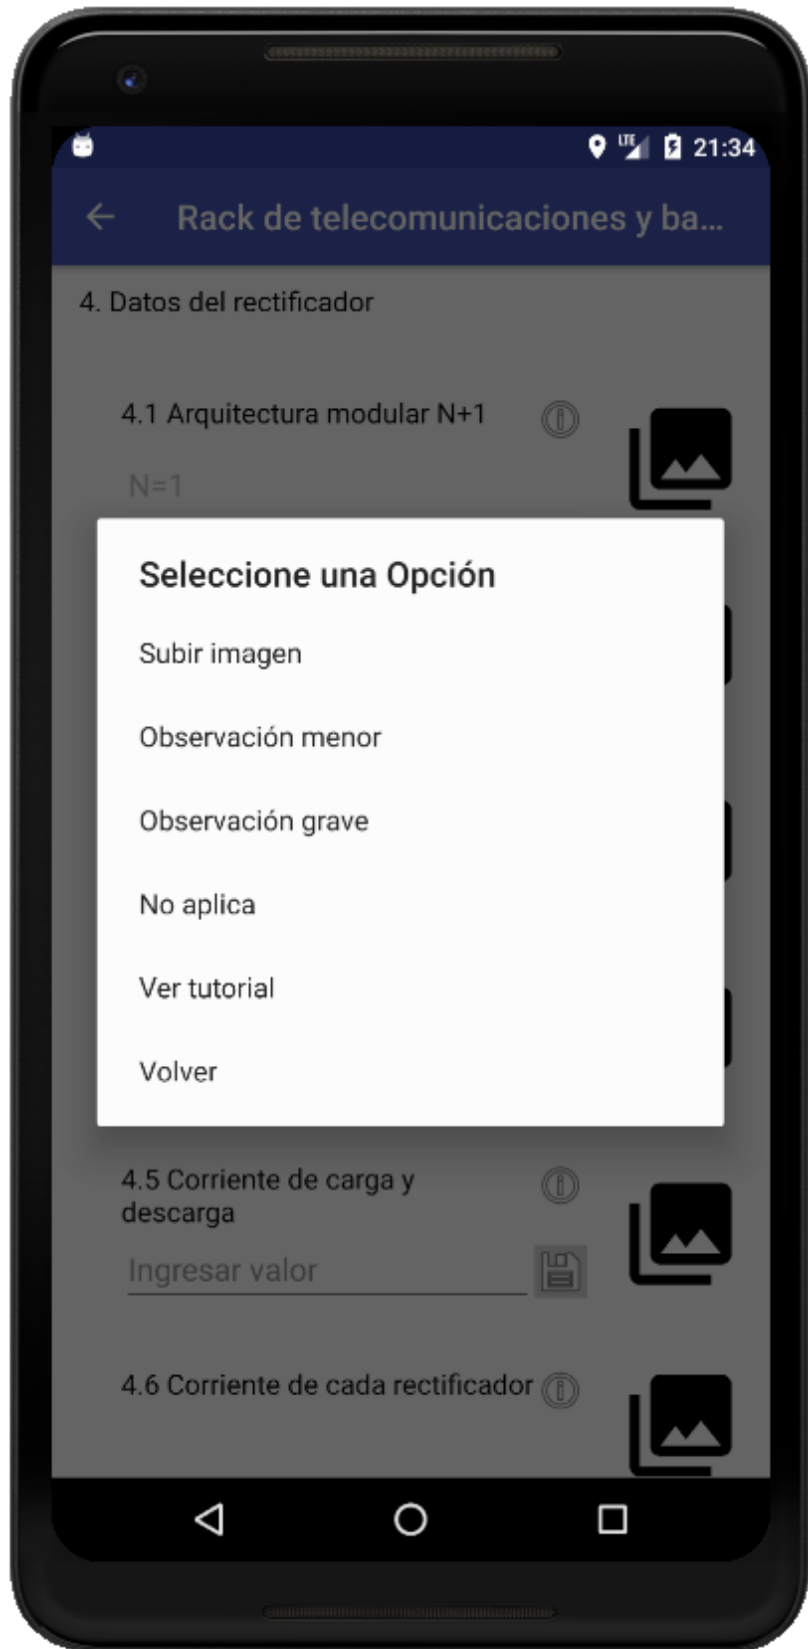 LTE 21:34
Rack de telecomunicaciones y ba...
4. Datos del rectificador
4.1 Arquitectura modular N+1
N=1
Seleccione una Opción
Subir imagen
Observación menor
Observación grave
No aplica
Ver tutorial
Volver
4.5 Corriente de carga y
descarga
Ingresar valor
4.6 Corriente de cada rectificador